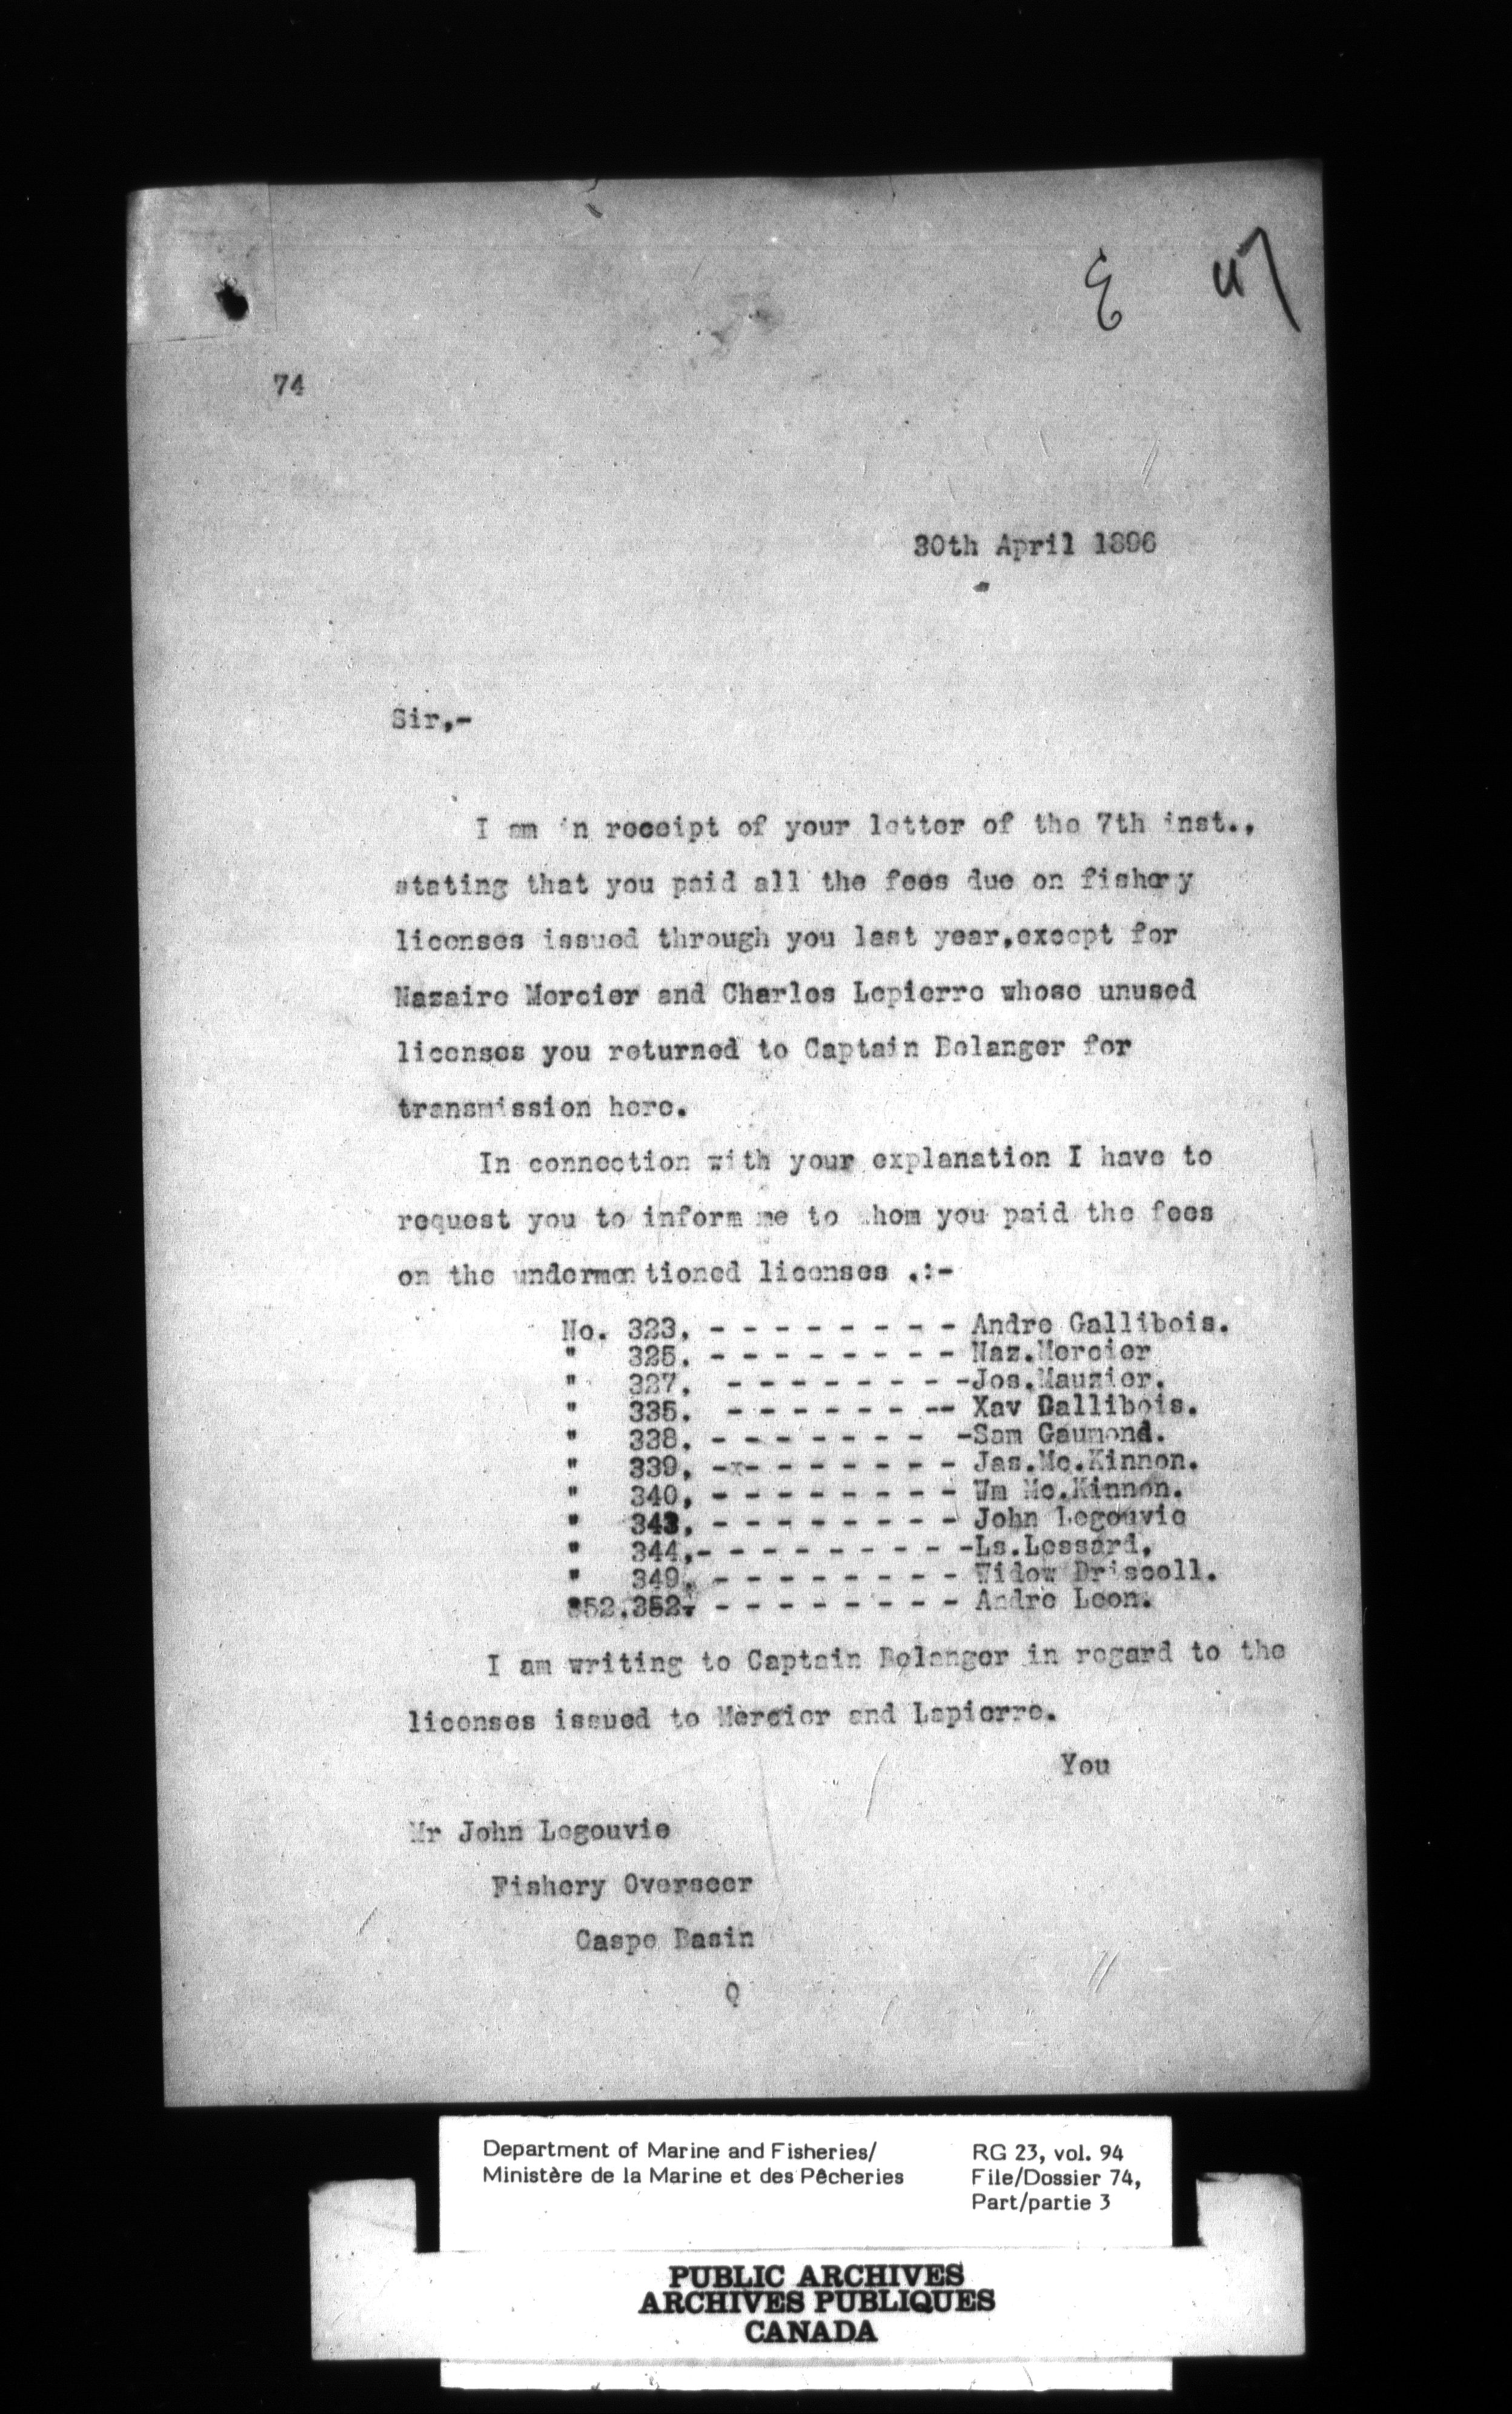 74
30th April 1896
Sir,-
I am in receipt of your letter of the 7th inst.,
stating that you paid all the fees due on fishery
licenses issued through you last year,except for
Nazaire Mercier and Charles Lepierre whose unused
licenses you returned to Captain Belanger for
transmission here.
In connection with your explanation I have to
request you to inform me to whom you paid the fees
on the undermentioned licenses .:-
No. 323. - - - - - - - - Andre Gallibois.
" 325. - - - - - - - - Naz.Mercier
" 327. - - - - - - - -Jos.Mauzier.
" 335. - - - - - - -- Xav Gallibois.
" 338. - - - - - - - -Sam Gaumond.
" 339. -x- - - - - - - Jas.Mc.Kinnon.
" 340. - - - - - - - - Wm Mc.Kinnon.
" 343. - - - - - - - - John Legouvie
" 344.- - - - - - - - -Ls.Lessard.
" 349. - - - - - - - - Widow Driscoll.
352.352. - - - - - - - - Andre Leon.
I am writing to Captain Belanger in regard to the
licenses issued to Mercier and Lapierre.
You
Mr John Legouvie
Fishery Overseer
Gaspe Basin
Q
Department of Marine and Fisheries/
Ministère de la Marine et des Pêcheries
RG 23, vol. 94
File/Dossier 74,
Part/partie 3
PUBLIC ARCHIVES
ARCHIVES PUBLIQUES
CANADA